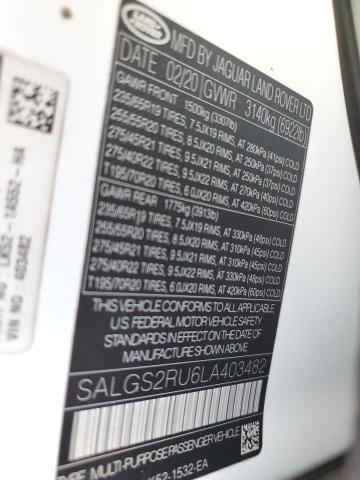 LAND
ROVER
MFD BY JAGUAR LAND ROVER LTD
DATE: 02/20 GVWR : 3140kg (6922lb)
GAWR FRONT 1500kg (3307lb)
235/65R19 TIRES, 7.5JX19 RIMS, AT 280kPa (41psi) COLD
255/55R20 TIRES, 8.5JX20 RIMS, AT 250kPa (37psi) COLD
275/45R21 TIRES, 9.5JX21 RIMS, AT 250kPa (37psi) COLD
275/40R22 TIRES, 9.5JX22 RIMS, AT 270kPa (40psi) COLD
T195/70R20 TIRES, 6.0JX20 RIMS, AT 420kPa (60psi) COLD
GAWR REAR 1775kg (3913lb)
235/65R19 TIRES, 7.5JX19 RIMS, AT 330kPa (48psi) COLD
255/55R20 TIRES, 8.5JX20 RIMS, AT 310kPa (45psi) COLD
275/45R21 TIRES, 9.5JX21 RIMS, AT 310kPa (45psi) COLD
275/40R22 TIRES, 9.5JX22 RIMS, AT 330kPa (48psi) COLD
T195/70R20 TIRES, 6.0JX20 RIMS, AT 420kPa (60psi) COLD
THIS VEHICLE CONFORMS TO ALL APPLICABLE
U.S. FEDERAL MOTOR VEHICLE SAFETY
STANDARDS IN EFFECT ON THE DATE OF
MANUFACTURE SHOWN ABOVE.
SALGS2RU6LA403482
TYPE: MULTI-PURPOSE PASSENGER VEHICLE
K52-1532-EA
VIN NO : 403482